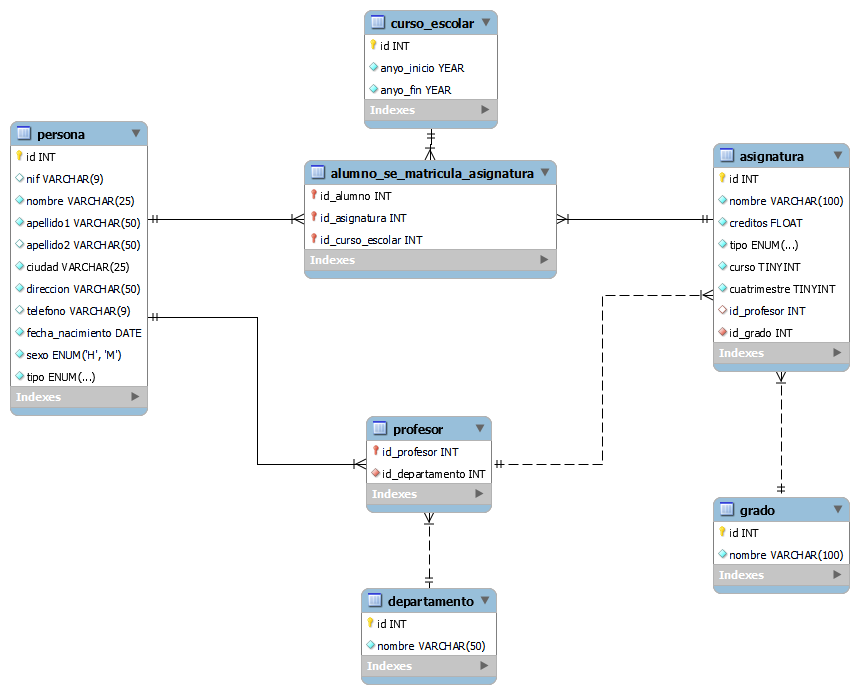 curso_escolar
id INT
anyo_inicio YEAR
anyo_fin YEAR
Indexes
persona
id INT
nif VARCHAR(9)
nombre VARCHAR(25)
apellido1 VARCHAR(50)
apellido2 VARCHAR(50)
ciudad VARCHAR(25)
direccion VARCHAR(50)
telefono VARCHAR(9)
fecha_nacimiento DATE
sexo ENUM('H', 'M')
tipo ENUM(...)
Indexes
alumno_se_matricula_asignatura
id_alumno INT
id_asignatura INT
id_curso_escolar INT
Indexes
asignatura
id INT
nombre VARCHAR(100)
creditos FLOAT
tipo ENUM(...)
curso TINYINT
cuatrimestre TINYINT
id_profesor INT
id_grado INT
Indexes
profesor
id_profesor INT
id_departamento INT
Indexes
grado
id INT
nombre VARCHAR(100)
Indexes
departamento
id INT
nombre VARCHAR(50)
Indexes